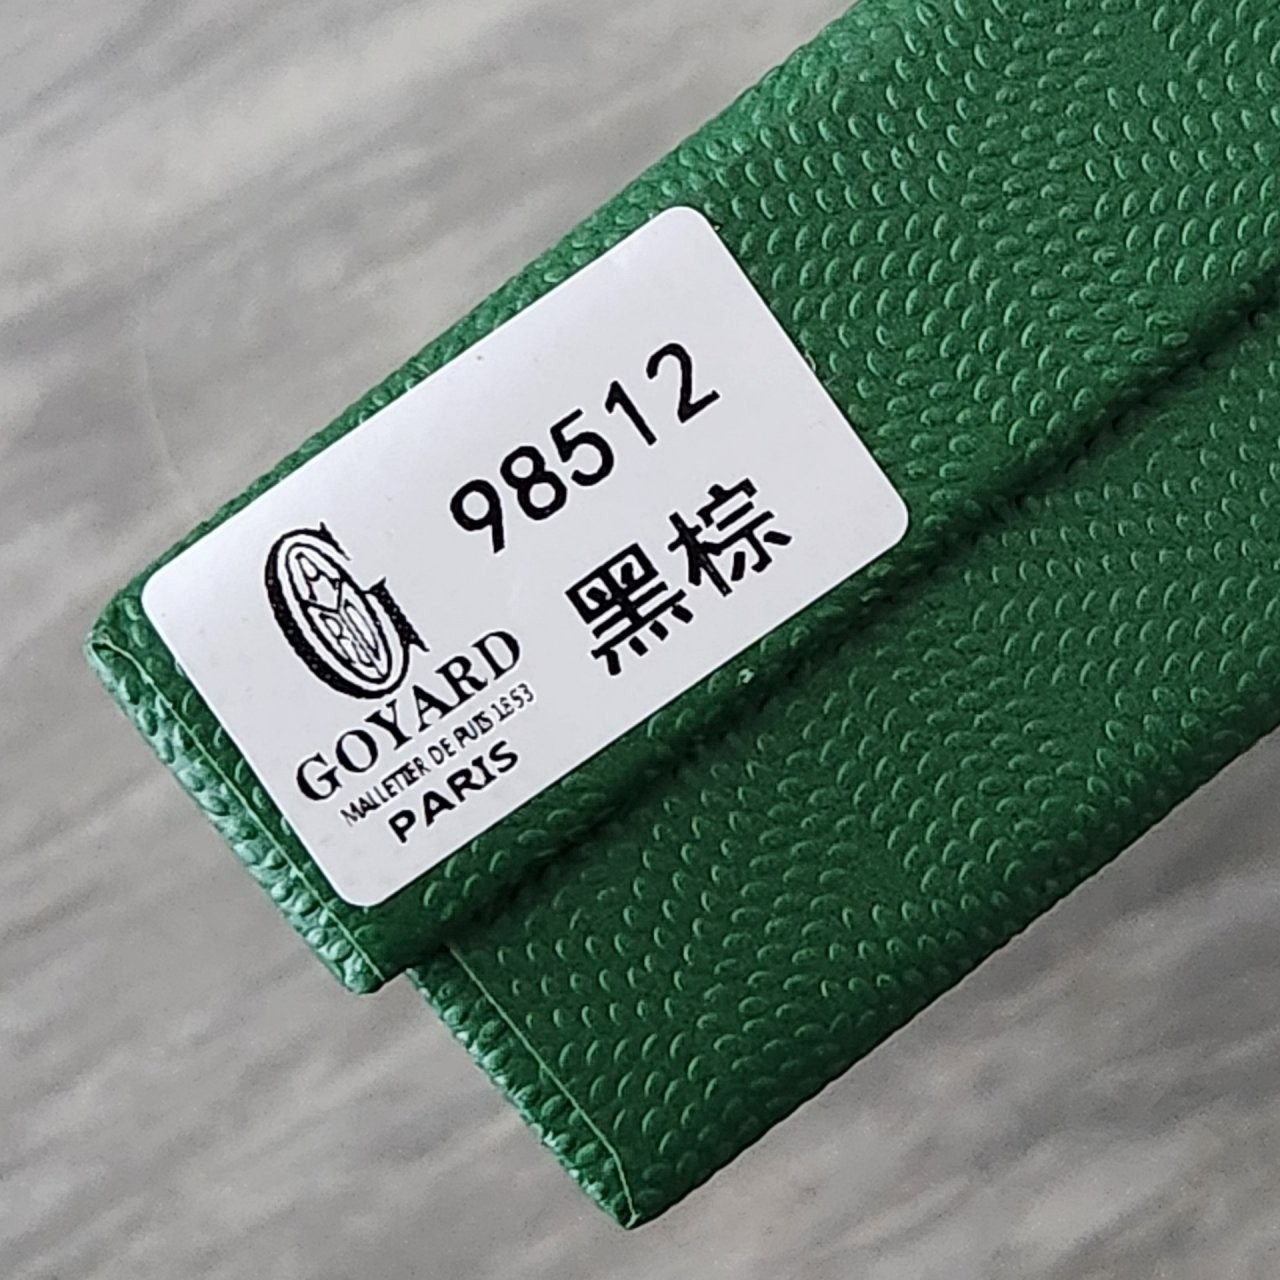 98512
黑棕
GOYARD
MALLETIER DE PUIS 1853
PARIS